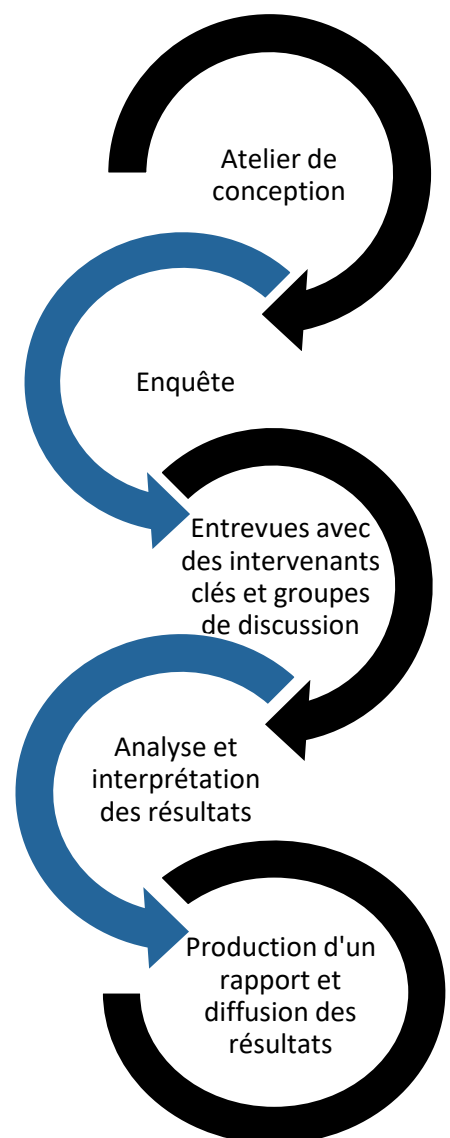 Atelier de
conception
Enquête
Entrevues avec
des intervenants
clés et groupes
de discussion
Analyse et
interprétation
des résultats
Production d'un
rapport et
diffusion des
résultats